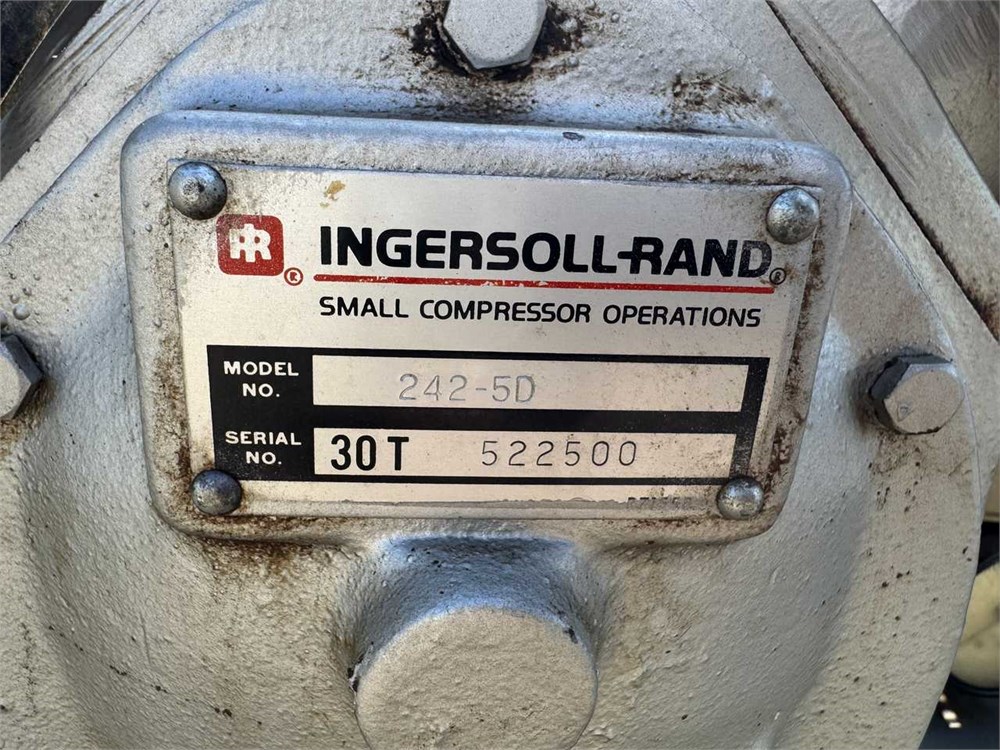 IR ® INGERSOLL-RAND®
SMALL COMPRESSOR OPERATIONS
MODEL NO. 242-5D
SERIAL NO. 30T 522500